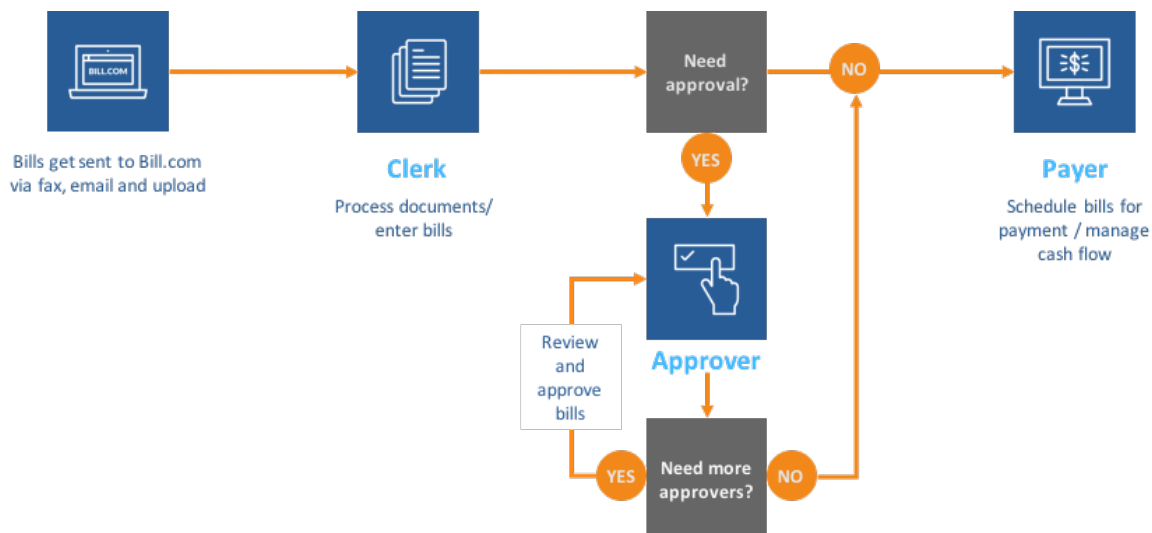 BILL.COM
Bills get sent to Bill.com
via fax, email and upload
Clerk
Process documents/
enter bills
Need
approval?
NO
YES
Payer
Schedule bills for
payment / manage
cash flow
Approver
Review
and
approve
bills
YES
Need more
approvers?
NO